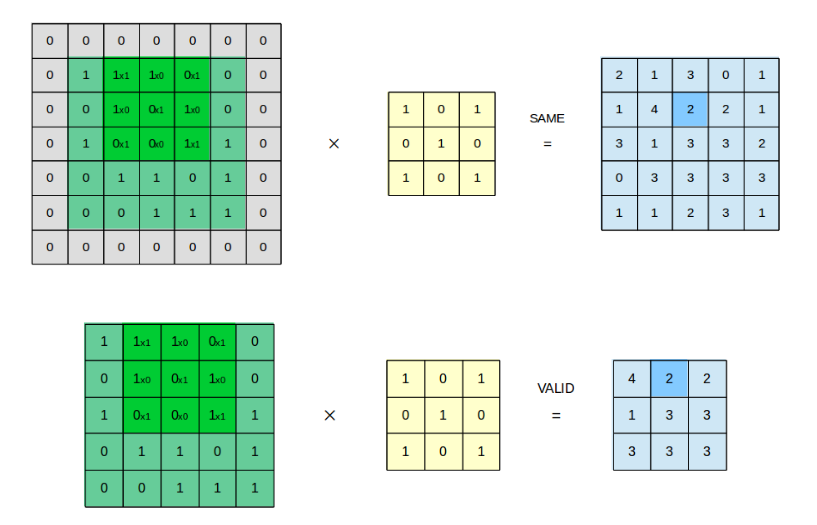 0 0 0 0 0 0 0
0 1 1x1 1x0 0x1 0 0
0 0 1x0 0x1 1x0 0 0
0 1 0x1 0x0 1x1 1 0
0 0 1 1 0 1 0
0 0 0 1 1 1 0
0 0 0 0 0 0 0
×
1 0 1
0 1 0
1 0 1
SAME
=
2 1 3 0 1
1 4 2 2 1
3 1 3 3 2
0 3 3 3 3
1 1 2 3 1
1 1x1 1x0 0x1 0
0 1x0 0x1 1x0 0
1 0x1 0x0 1x1 1
0 1 1 0 1
0 0 1 1 1
×
1 0 1
0 1 0
1 0 1
VALID
=
4 2 2
1 3 3
3 3 3